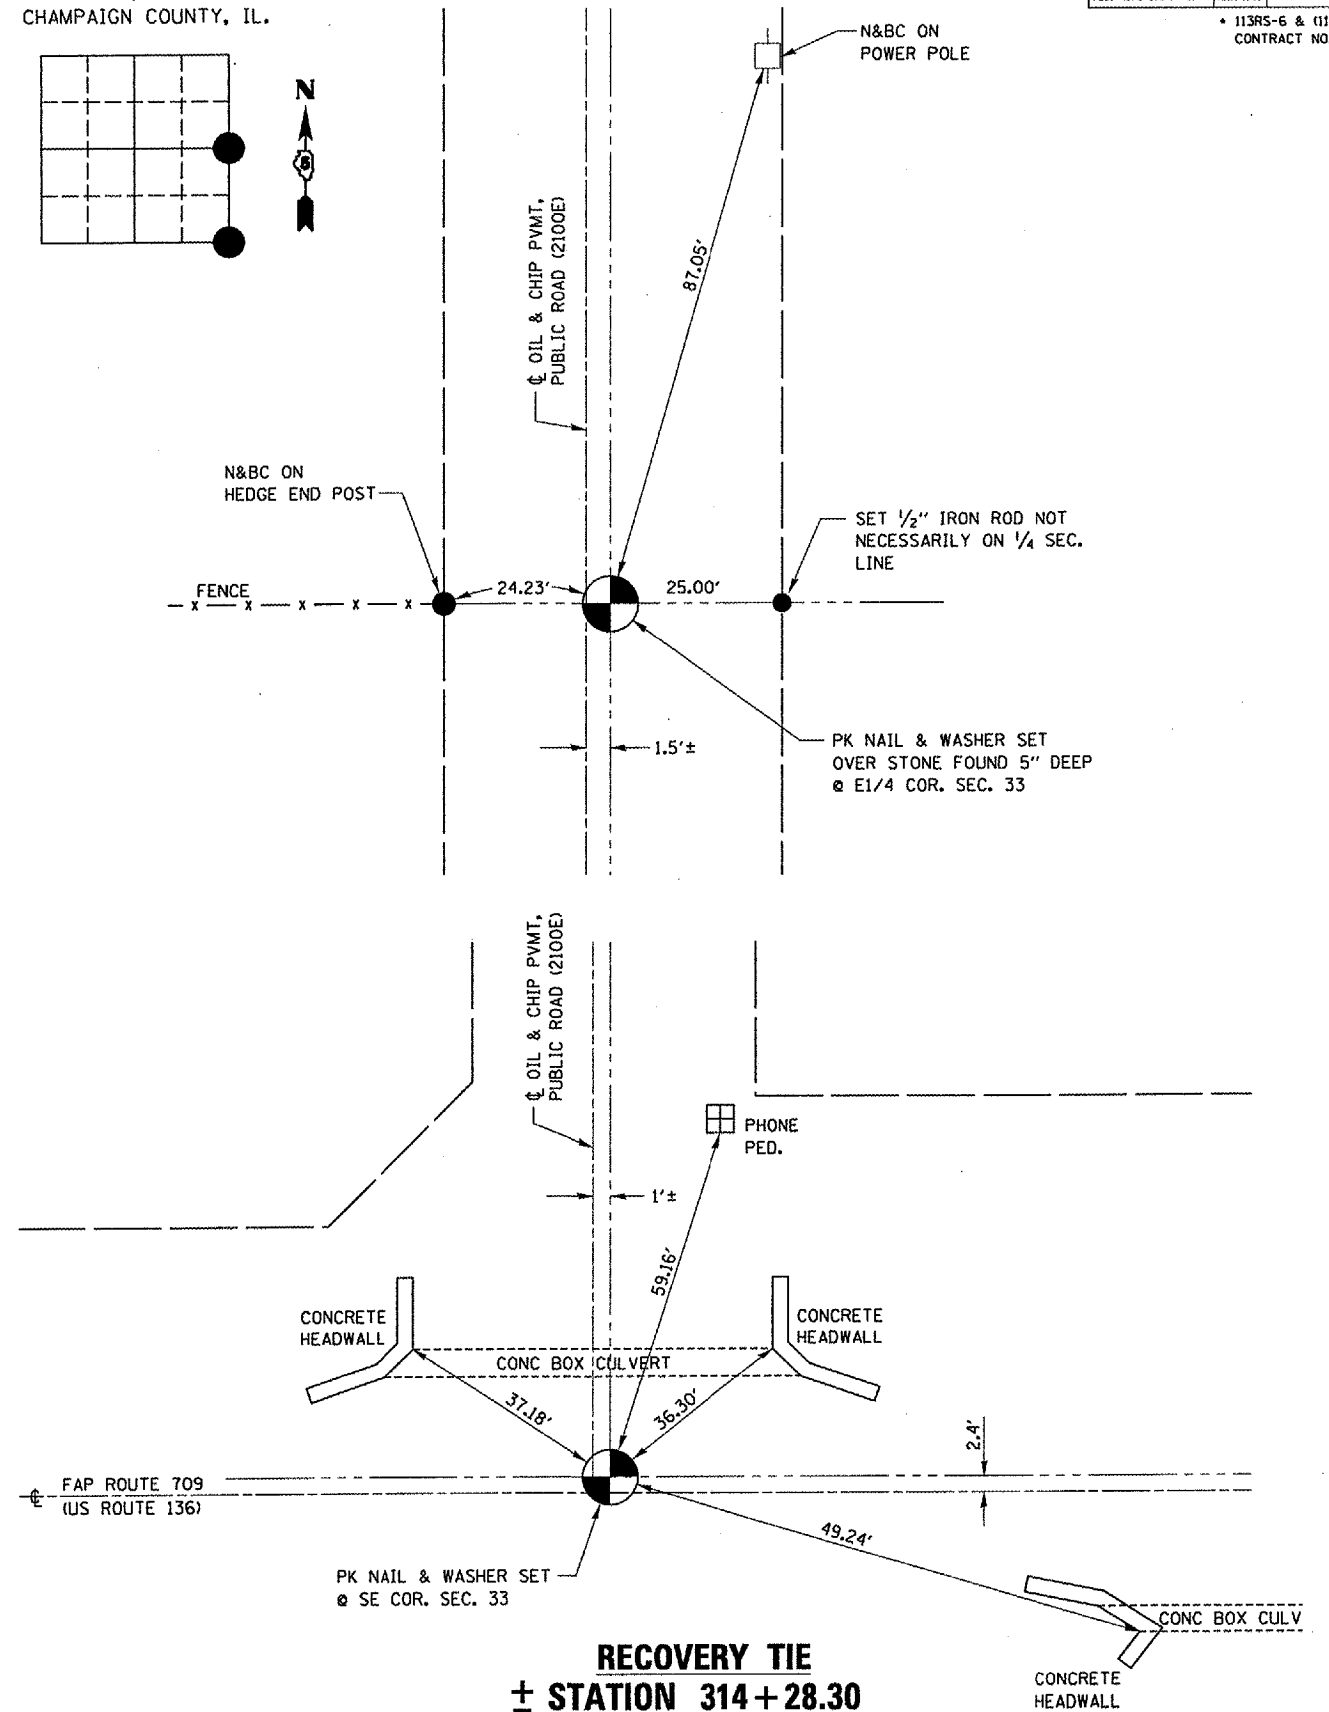 CHAMPAIGN COUNTY, IL.
* 113RS-6 & (11
CONTRACT NO
N
N&BC ON
POWER POLE
℄ OIL & CHIP PVMT,
PUBLIC ROAD (2100E)
87.05'
N&BC ON
HEDGE END POST
SET 1/2" IRON ROD NOT
NECESSARILY ON 1/4 SEC.
LINE
FENCE
24.23'
25.00'
1.5'±
PK NAIL & WASHER SET
OVER STONE FOUND 5" DEEP
@ E1/4 COR. SEC. 33
℄ OIL & CHIP PVMT,
PUBLIC ROAD (2100E)
PHONE
PED.
1'±
59.16'
CONCRETE
HEADWALL
CONCRETE
HEADWALL
CONC BOX CULVERT
37.18'
36.30'
2.4'
℄ FAP ROUTE 709
(US ROUTE 136)
49.24'
PK NAIL & WASHER SET
@ SE COR. SEC. 33
CONC BOX CULV
CONCRETE
HEADWALL
RECOVERY TIE
± STATION 314+28.30